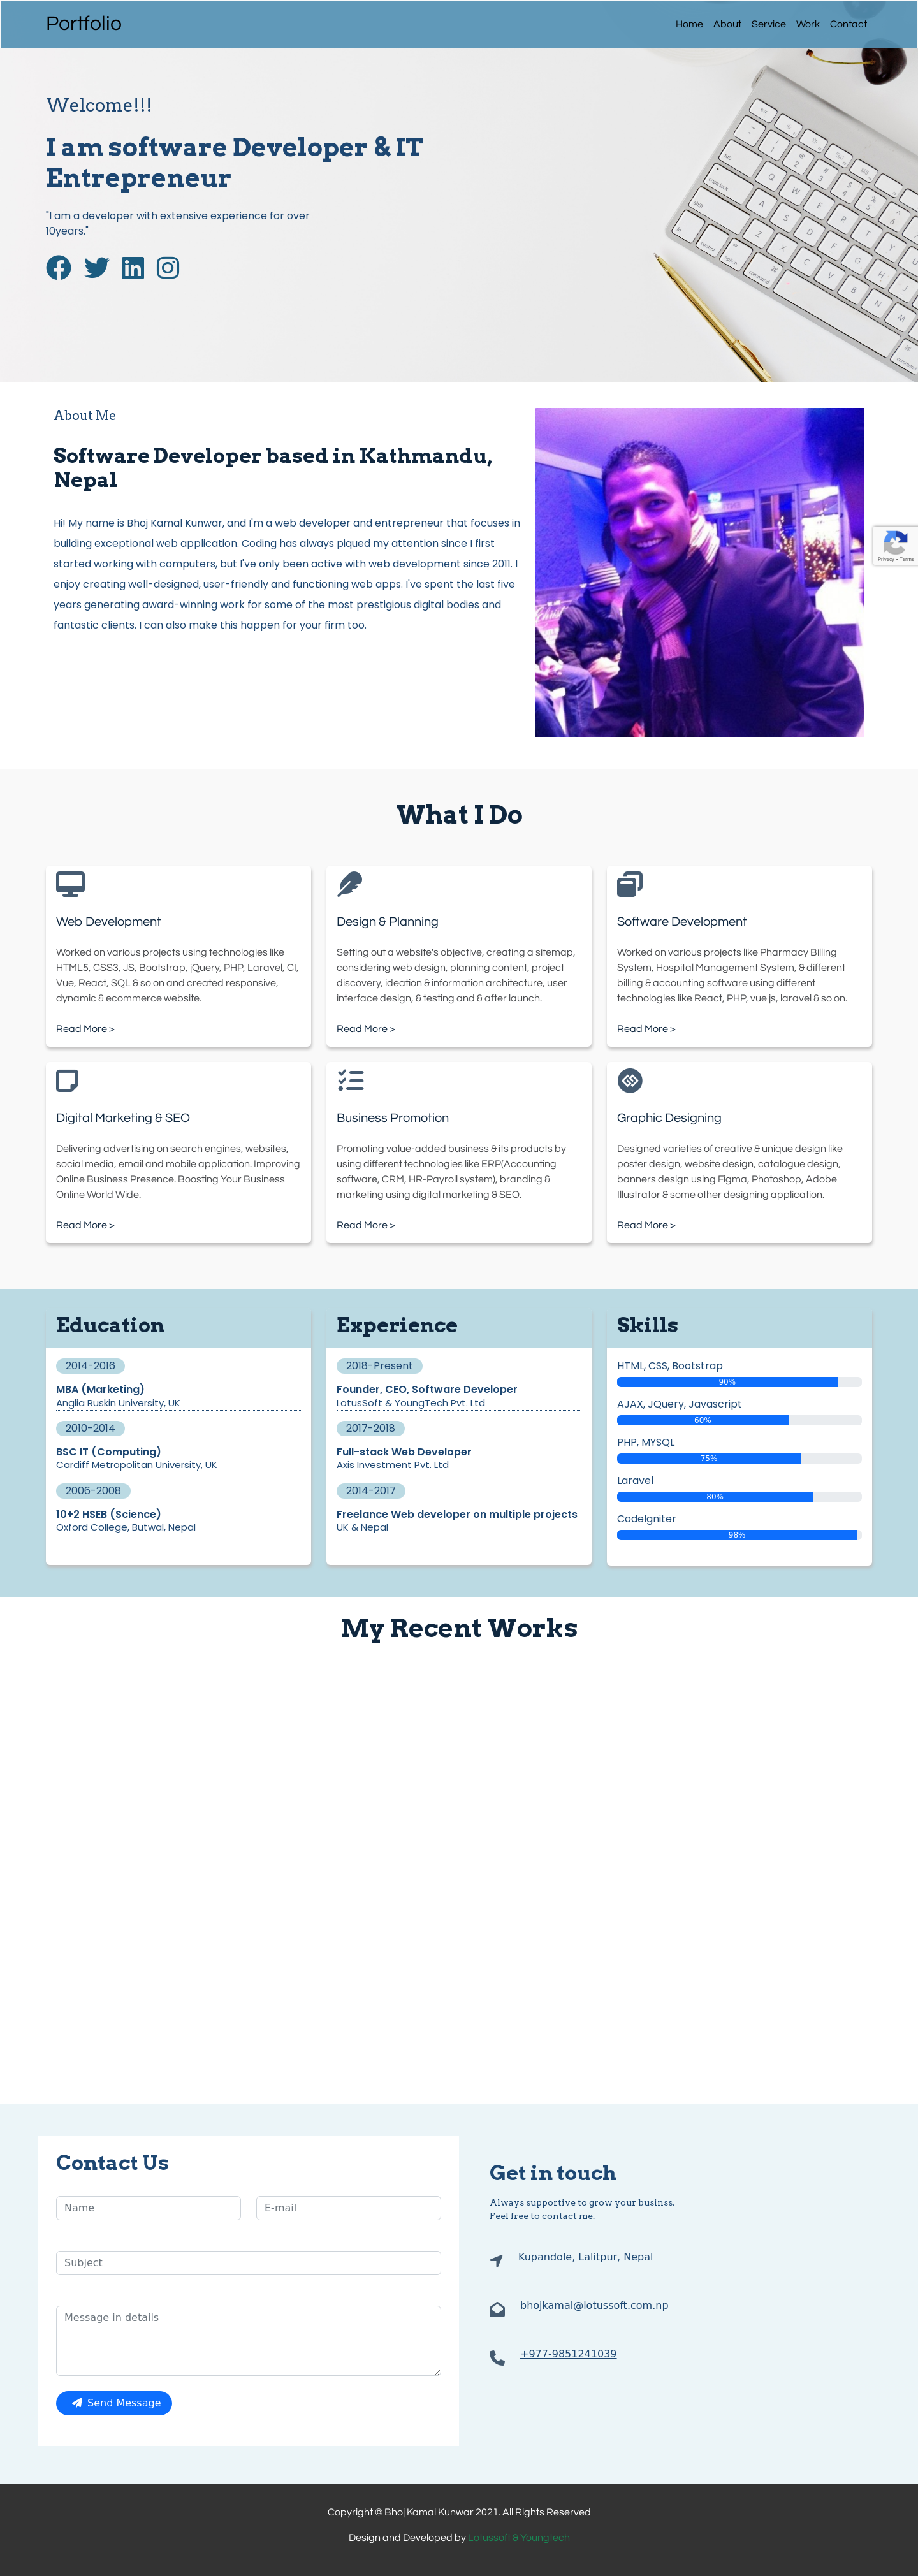 Portfolio
Home About Service Work Contact
Welcome!!!
I am software Developer & IT
Entrepreneur
"I am a developer with extensive experience for over
10years."
About Me
Software Developer based in Kathmandu,
Nepal
Hi! My name is Bhoj Kamal Kunwar, and I'm a web developer and entrepreneur that focuses in
building exceptional web application. Coding has always piqued my attention since I first
started working with computers, but I've only been active with web development since 2011. I
enjoy creating well-designed, user-friendly and functioning web apps. I've spent the last five
years generating award-winning work for some of the most prestigious digital bodies and
fantastic clients. I can also make this happen for your firm too.
Privacy - Terms
What I Do
Web Development
Worked on various projects using technologies like
HTML5, CSS3, JS, Bootstrap, jQuery, PHP, Laravel, CI,
Vue, React, SQL & so on and created responsive,
dynamic & ecommerce website.
Read More >
Design & Planning
Setting out a website's objective, creating a sitemap,
considering web design, planning content, project
discovery, ideation & information architecture, user
interface design, & testing and & after launch.
Read More >
Software Development
Worked on various projects like Pharmacy Billing
System, Hospital Management System, & different
billing & accounting software using different
technologies like React, PHP, vue js, laravel & so on.
Read More >
Digital Marketing & SEO
Delivering advertising on search engines, websites,
social media, email and mobile application. Improving
Online Business Presence. Boosting Your Business
Online World Wide.
Read More >
Business Promotion
Promoting value-added business & its products by
using different technologies like ERP(Accounting
software, CRM, HR-Payroll system), branding &
marketing using digital marketing & SEO.
Read More >
Graphic Designing
Designed varieties of creative & unique design like
poster design, website design, catalogue design,
banners design using Figma, Photoshop, Adobe
Illustrator & some other designing application.
Read More >
Education
2014-2016
MBA (Marketing)
Anglia Ruskin University, UK
2010-2014
BSC IT (Computing)
Cardiff Metropolitan University, UK
2006-2008
10+2 HSEB (Science)
Oxford College, Butwal, Nepal
Experience
2018-Present
Founder, CEO, Software Developer
LotusSoft & YoungTech Pvt. Ltd
2017-2018
Full-stack Web Developer
Axis Investment Pvt. Ltd
2014-2017
Freelance Web developer on multiple projects
UK & Nepal
Skills
HTML, CSS, Bootstrap
90%
AJAX, JQuery, Javascript
60%
PHP, MYSQL
75%
Laravel
80%
CodeIgniter
98%
My Recent Works
Contact Us
Name
E-mail
Subject
Message in details
Send Message
Get in touch
Always supportive to grow your businss.
Feel free to contact me.
Kupandole, Lalitpur, Nepal
bhojkamal@lotussoft.com.np
+977-9851241039
Copyright © Bhoj Kamal Kunwar 2021. All Rights Reserved
Design and Developed by Lotussoft & Youngtech